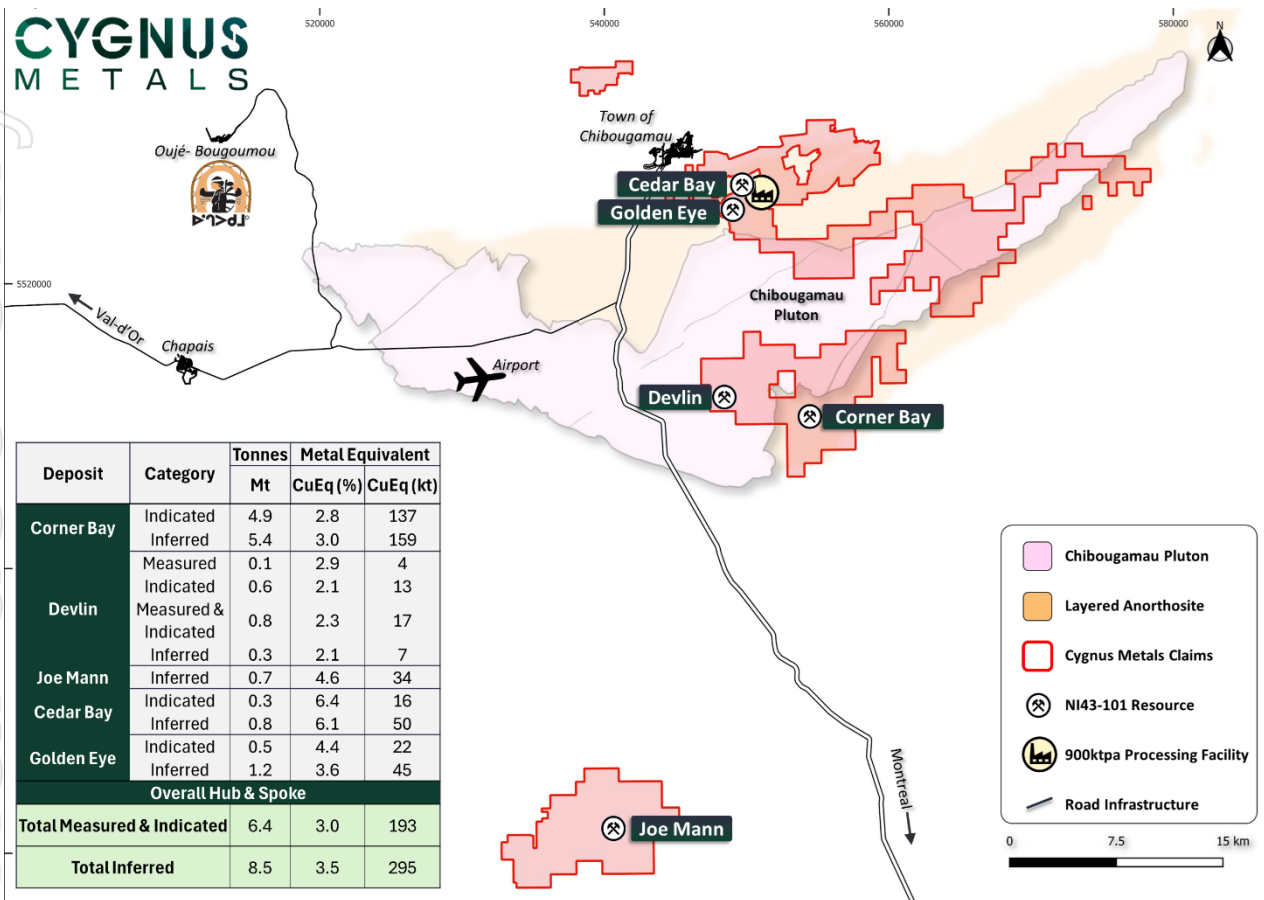 CYGNUS
METALS
520000
540000
560000
580000
N
Town of
Chibougamau
Oujé- Bougoumou
Cedar Bay
Golden Eye
5520000
Val-d'Or
Chapais
Airport
Chibougamau
Pluton
Devlin
Corner Bay
Montreal
Joe Mann
Deposit Category Tonnes Metal Equivalent
Mt CuEq (%) CuEq (kt)
Corner Bay Indicated 4.9 2.8 137
Inferred 5.4 3.0 159
Devlin Measured 0.1 2.9 4
Indicated 0.6 2.1 13
Measured & Indicated 0.8 2.3 17
Inferred 0.3 2.1 7
Joe Mann Inferred 0.7 4.6 34
Cedar Bay Indicated 0.3 6.4 16
Inferred 0.8 6.1 50
Golden Eye Indicated 0.5 4.4 22
Inferred 1.2 3.6 45
Overall Hub & Spoke
Total Measured & Indicated 6.4 3.0 193
Total Inferred 8.5 3.5 295
Chibougamau Pluton
Layered Anorthosite
Cygnus Metals Claims
NI43-101 Resource
900ktpa Processing Facility
Road Infrastructure
0 7.5 15 km